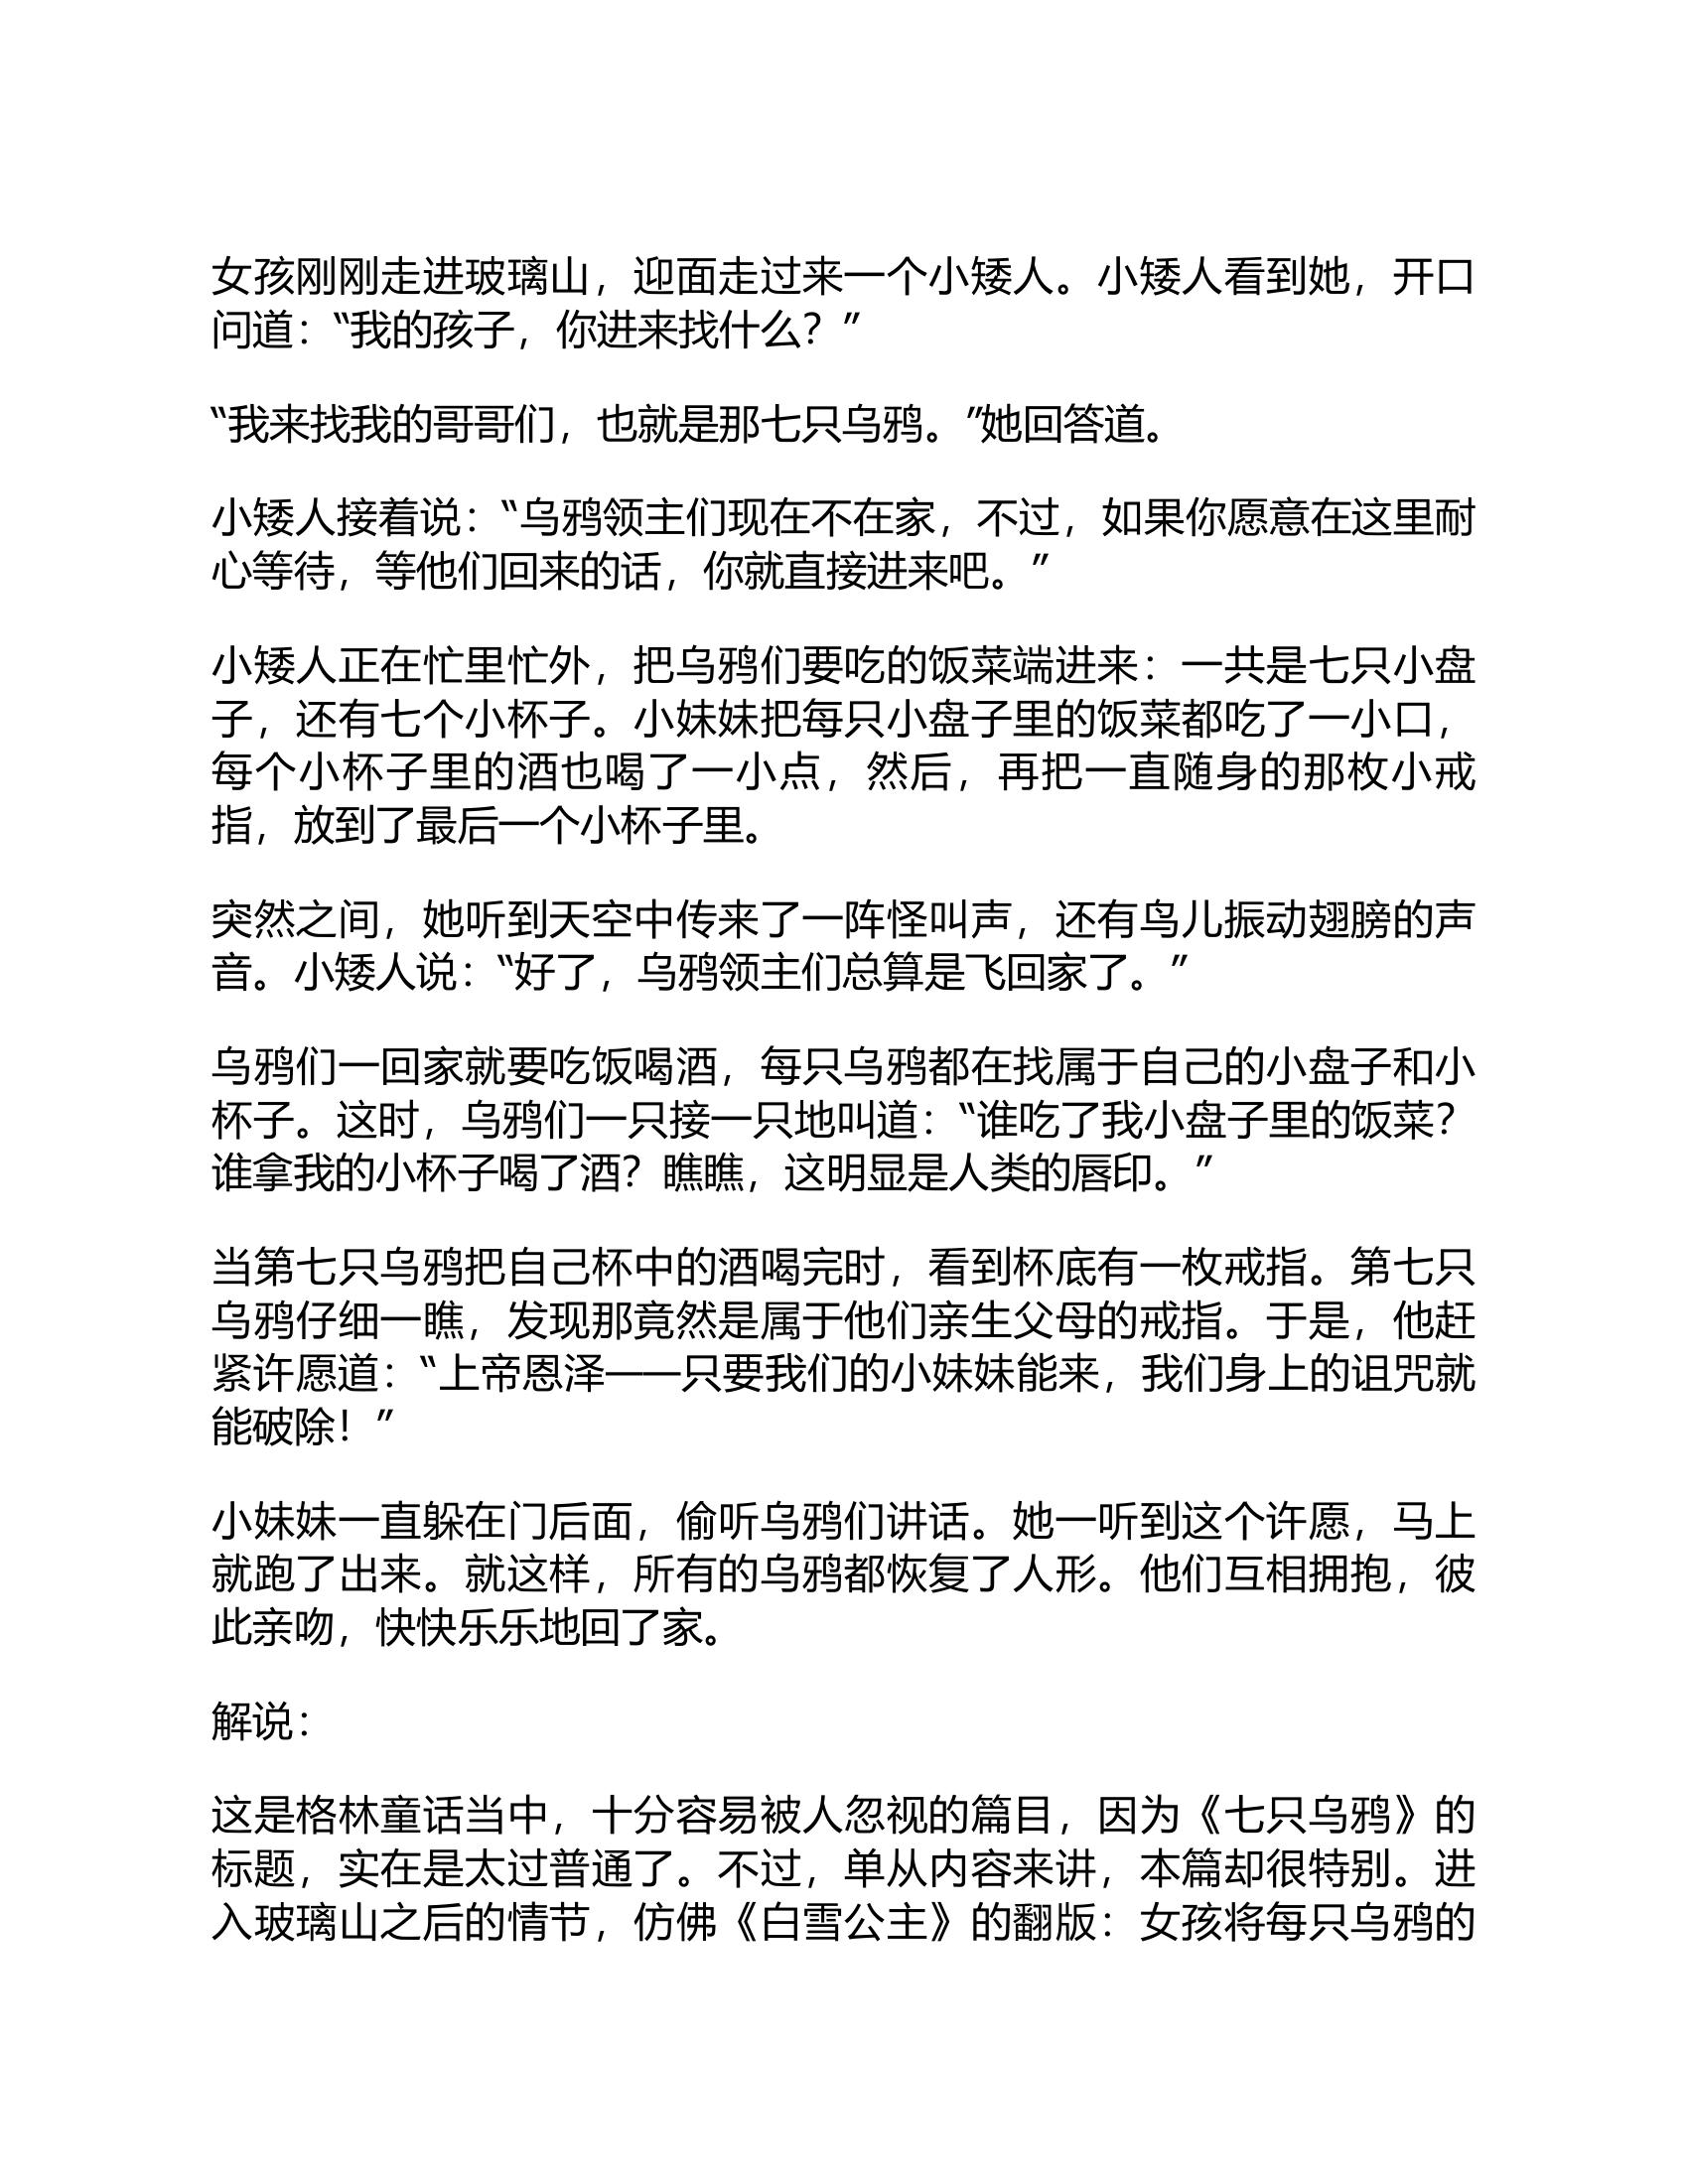 女孩刚刚走进玻璃山，迎面走过来一个小矮人。小矮人看到她，开口
问道：“我的孩子，你进来找什么？”
“我来找我的哥哥们，也就是那七只乌鸦。”她回答道。
小矮人接着说：“乌鸦领主们现在不在家，不过，如果你愿意在这里耐
心等待，等他们回来的话，你就直接进来吧。”
小矮人正在忙里忙外，把乌鸦们要吃的饭菜端进来：一共是七只小盘
子，还有七个小杯子。小妹妹把每只小盘子里的饭菜都吃了一小口，
每个小杯子里的酒也喝了一小点，然后，再把一直随身的那枚小戒
指，放到了最后一个小杯子里。
突然之间，她听到天空中传来了一阵怪叫声，还有鸟儿振动翅膀的声
音。小矮人说：“好了，乌鸦领主们总算是飞回家了。”
乌鸦们一回家就要吃饭喝酒，每只乌鸦都在找属于自己的小盘子和小
杯子。这时，乌鸦们一只接一只地叫道：“谁吃了我小盘子里的饭菜？
谁拿我的小杯子喝了酒？瞧瞧，这明显是人类的唇印。”
当第七只乌鸦把自己杯中的酒喝完时，看到杯底有一枚戒指。第七只
乌鸦仔细一瞧，发现那竟然是属于他们亲生父母的戒指。于是，他赶
紧许愿道：“上帝恩泽——只要我们的小妹妹能来，我们身上的诅咒就
能破除！”
小妹妹一直躲在门后面，偷听乌鸦们讲话。她一听到这个许愿，马上
就跑了出来。就这样，所有的乌鸦都恢复了人形。他们互相拥抱，彼
此亲吻，快快乐乐地回了家。
解说：
这是格林童话当中，十分容易被人忽视的篇目，因为《七只乌鸦》的
标题，实在是太过普通了。不过，单从内容来讲，本篇却很特别。进
入玻璃山之后的情节，仿佛《白雪公主》的翻版：女孩将每只乌鸦的